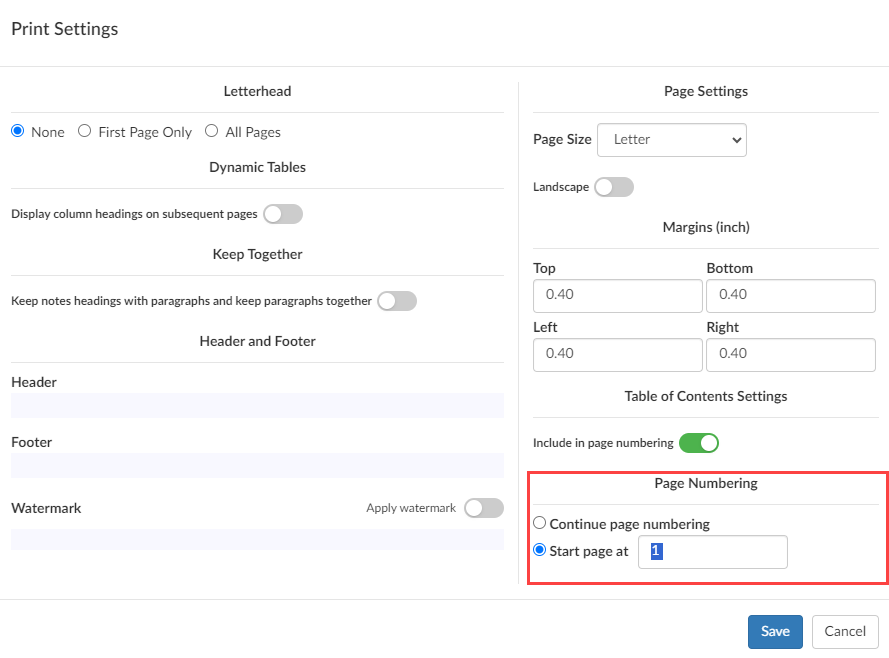 Print Settings
Letterhead
None First Page Only All Pages
Dynamic Tables
Display column headings on subsequent pages
Keep Together
Keep notes headings with paragraphs and keep paragraphs together
Header and Footer
Header
Footer
Watermark Apply watermark
Page Settings
Page Size Letter
Landscape
Margins (inch)
Top Bottom
0.40 0.40
Left Right
0.40 0.40
Table of Contents Settings
Include in page numbering
Page Numbering
Continue page numbering
Start page at 1
Save Cancel